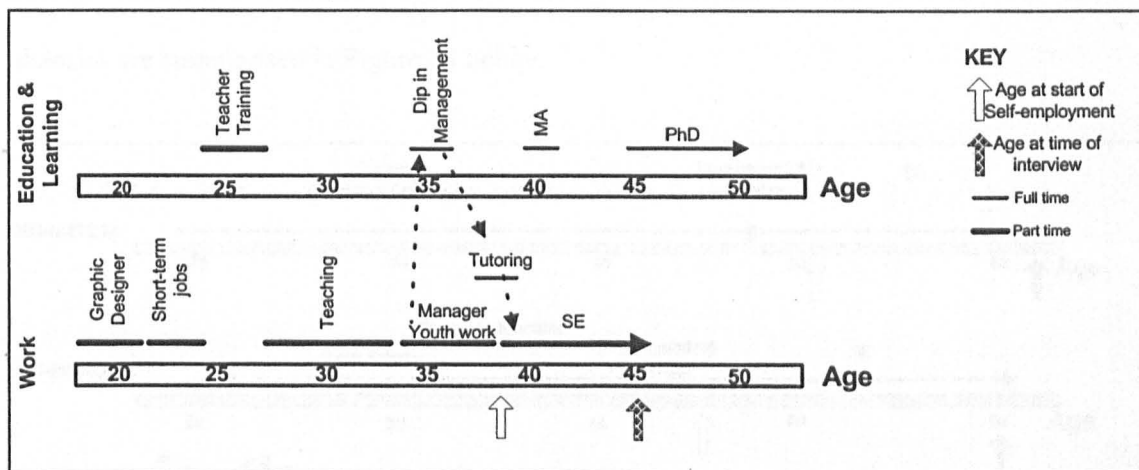 Education &
Learning
Teacher
Training
Dip in
Management
MA
PhD
20 25 30 35 40 45 50 Age
Work
Graphic
Designer
Short-term
jobs
Teaching
Manager
Youth work
Tutoring
SE
20 25 30 35 40 45 50 Age
KEY
Age at start of
Self-employment
Age at time of
interview
Full time
Part time